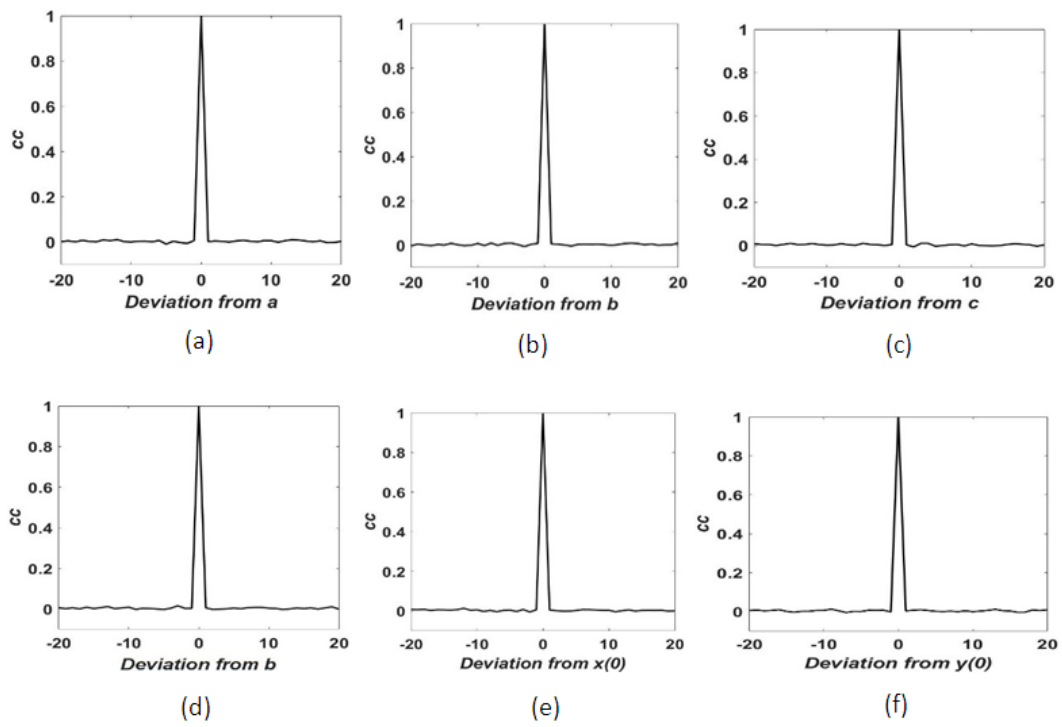 1
0.8
0.6
0.4
0.2
0
cc
-20 -10 0 10 20
Deviation from a
(a)
1
0.8
0.6
0.4
0.2
0
cc
-20 -10 0 10 20
Deviation from b
(b)
1
0.8
0.6
0.4
0.2
0
cc
-20 -10 0 10 20
Deviation from c
(c)
1
0.8
0.6
0.4
0.2
0
cc
-20 -10 0 10 20
Deviation from b
(d)
1
0.8
0.6
0.4
0.2
0
cc
-20 -10 0 10 20
Deviation from x(0)
(e)
1
0.8
0.6
0.4
0.2
0
cc
-20 -10 0 10 20
Deviation from y(0)
(f)